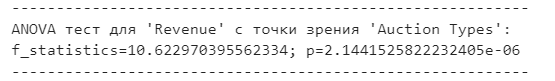 ------------------------------------------------------------
ANOVA тест для 'Revenue' с точки зрения 'Auction Types':
f_statistics=10.622970395562334; p=2.1441525822232405e-06
------------------------------------------------------------